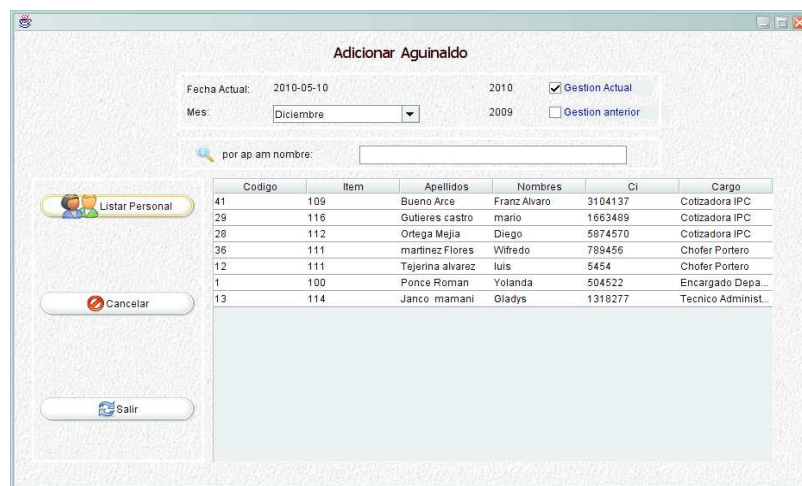 Adicionar Aguinaldo
Fecha Actual: 2010-05-10 2010 Gestion Actual
Mes: Diciembre 2009 Gestion anterior
por ap am nombre:
Listar Personal
Cancelar
Salir
Codigo Item Apellidos Nombres Ci Cargo
41 109 Bueno Arce Franz Alvaro 3104137 Cotizadora IPC
29 116 Gutieres castro mario 1663489 Cotizadora IPC
28 112 Ortega Mejia Diego 5874570 Cotizadora IPC
36 111 martinez Flores Wifredo 789456 Chofer Portero
12 111 Tejerina alvarez luis 5454 Chofer Portero
1 100 Ponce Roman Yolanda 504522 Encargado Depa...
13 114 Janco mamani Gladys 1318277 Tecnico Administ...